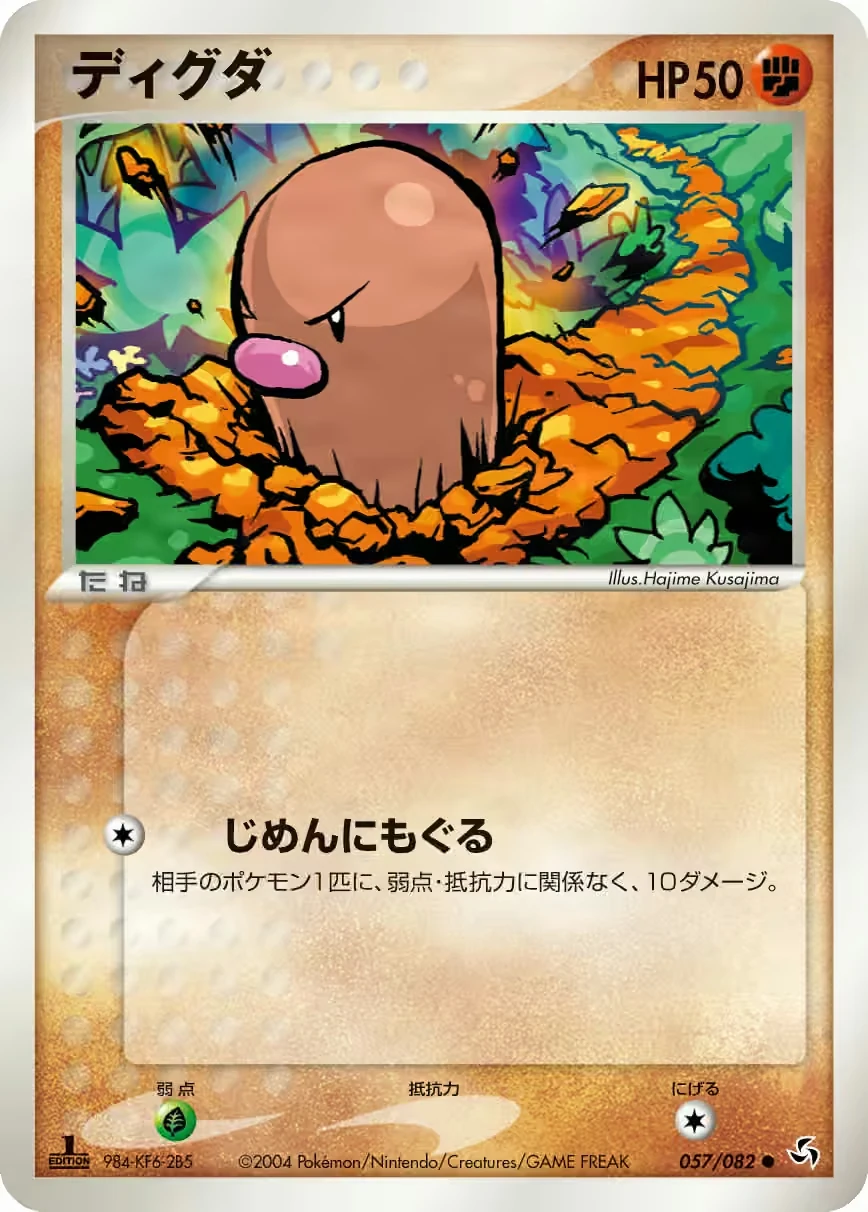 ディグダ
HP50
たね
Illus.Hajime Kusajima
じめんにもぐる
相手のポケモン1匹に、弱点・抵抗力に関係なく、10ダメージ。
弱点
抵抗力
にげる
1
EDITION
984-KF6-2B5
©2004 Pokémon/Nintendo/Creatures/GAME FREAK
057/082 ●